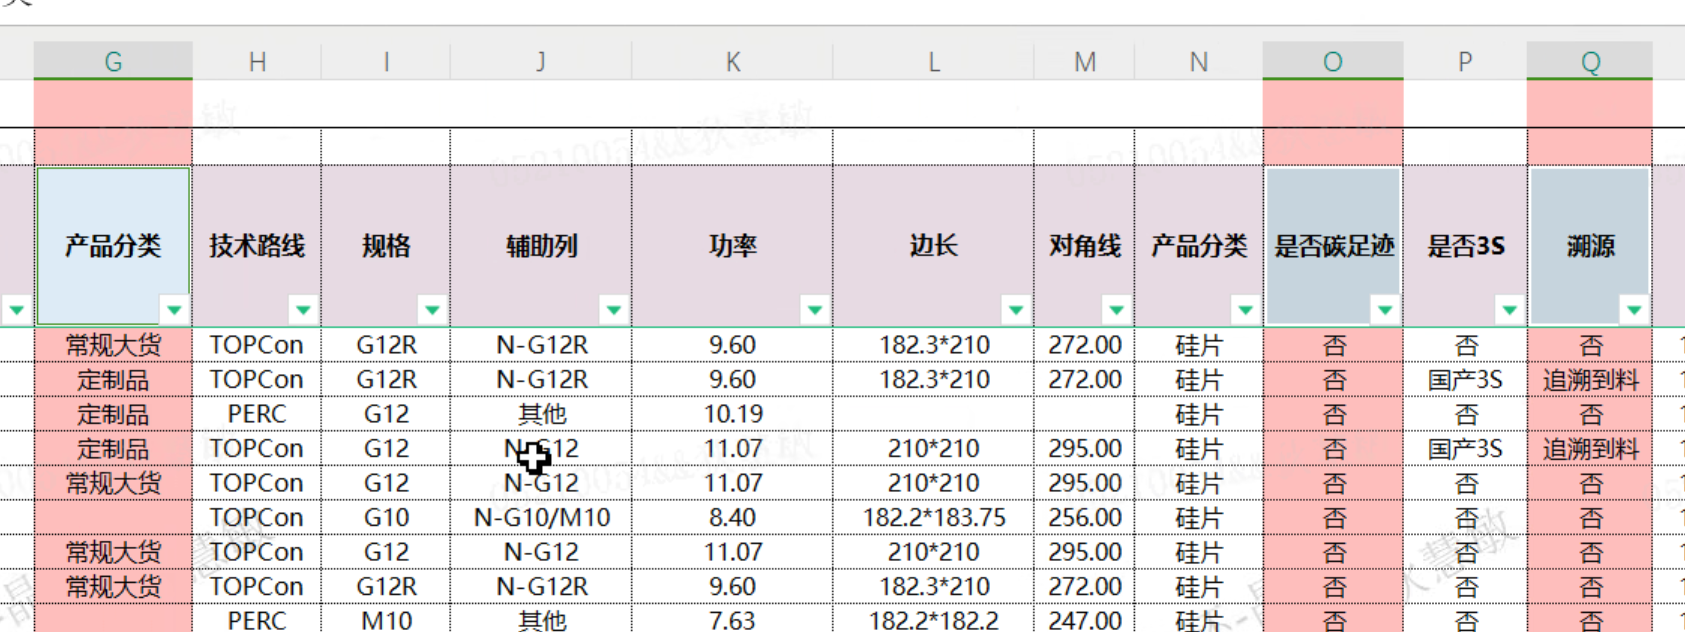 G H I J K L M N O P Q
产品分类 技术路线 规格 辅助列 功率 边长 对角线 产品分类 是否碳足迹 是否3S 溯源
常规大货 TOPCon G12R N-G12R 9.60 182.3*210 272.00 硅片 否 否 否
定制品 TOPCon G12R N-G12R 9.60 182.3*210 272.00 硅片 否 国产3S 追溯到料
定制品 PERC G12 其他 10.19 硅片 否 否 否
定制品 TOPCon G12 N-G12 11.07 210*210 295.00 硅片 否 国产3S 追溯到料
常规大货 TOPCon G12 N-G12 11.07 210*210 295.00 硅片 否 否 否
TOPCon G10 N-G10/M10 8.40 182.2*183.75 256.00 硅片 否 否 否
常规大货 TOPCon G12 N-G12 11.07 210*210 295.00 硅片 否 否 否
常规大货 TOPCon G12R N-G12R 9.60 182.3*210 272.00 硅片 否 否 否
PERC M10 其他 7.63 182.2*182.2 247.00 硅片 否 否 否